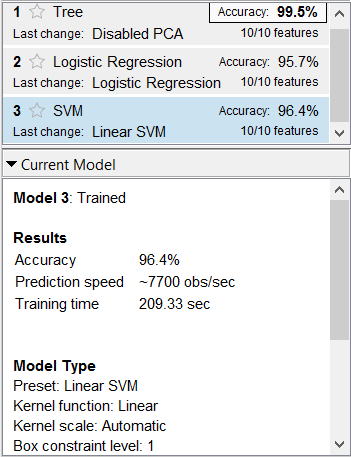 1 Tree Accuracy: 99.5%
Last change: Disabled PCA 10/10 features
2 Logistic Regression Accuracy: 95.7%
Last change: Logistic Regression 10/10 features
3 SVM Accuracy: 96.4%
Last change: Linear SVM 10/10 features
Current Model
Model 3: Trained
Results
Accuracy 96.4%
Prediction speed ~7700 obs/sec
Training time 209.33 sec
Model Type
Preset: Linear SVM
Kernel function: Linear
Kernel scale: Automatic
Box constraint level: 1